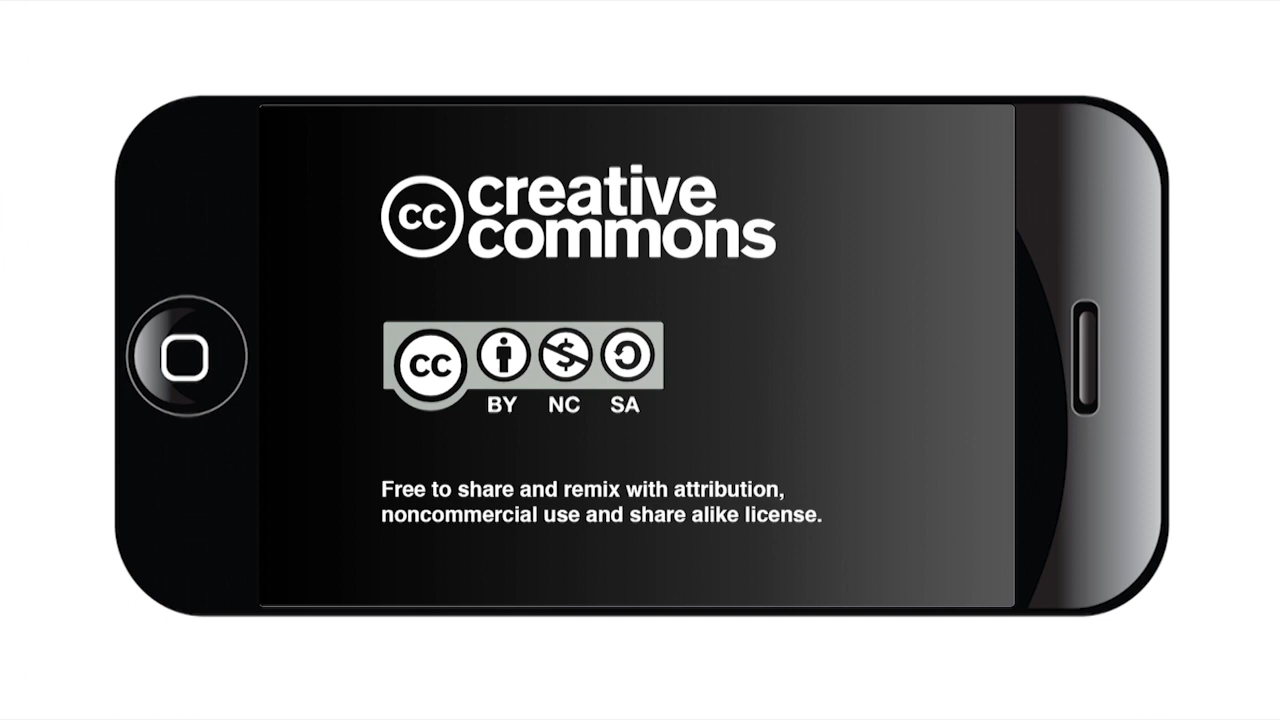 cc creative
commons
cc
BY NC SA
Free to share and remix with attribution,
noncommercial use and share alike license.